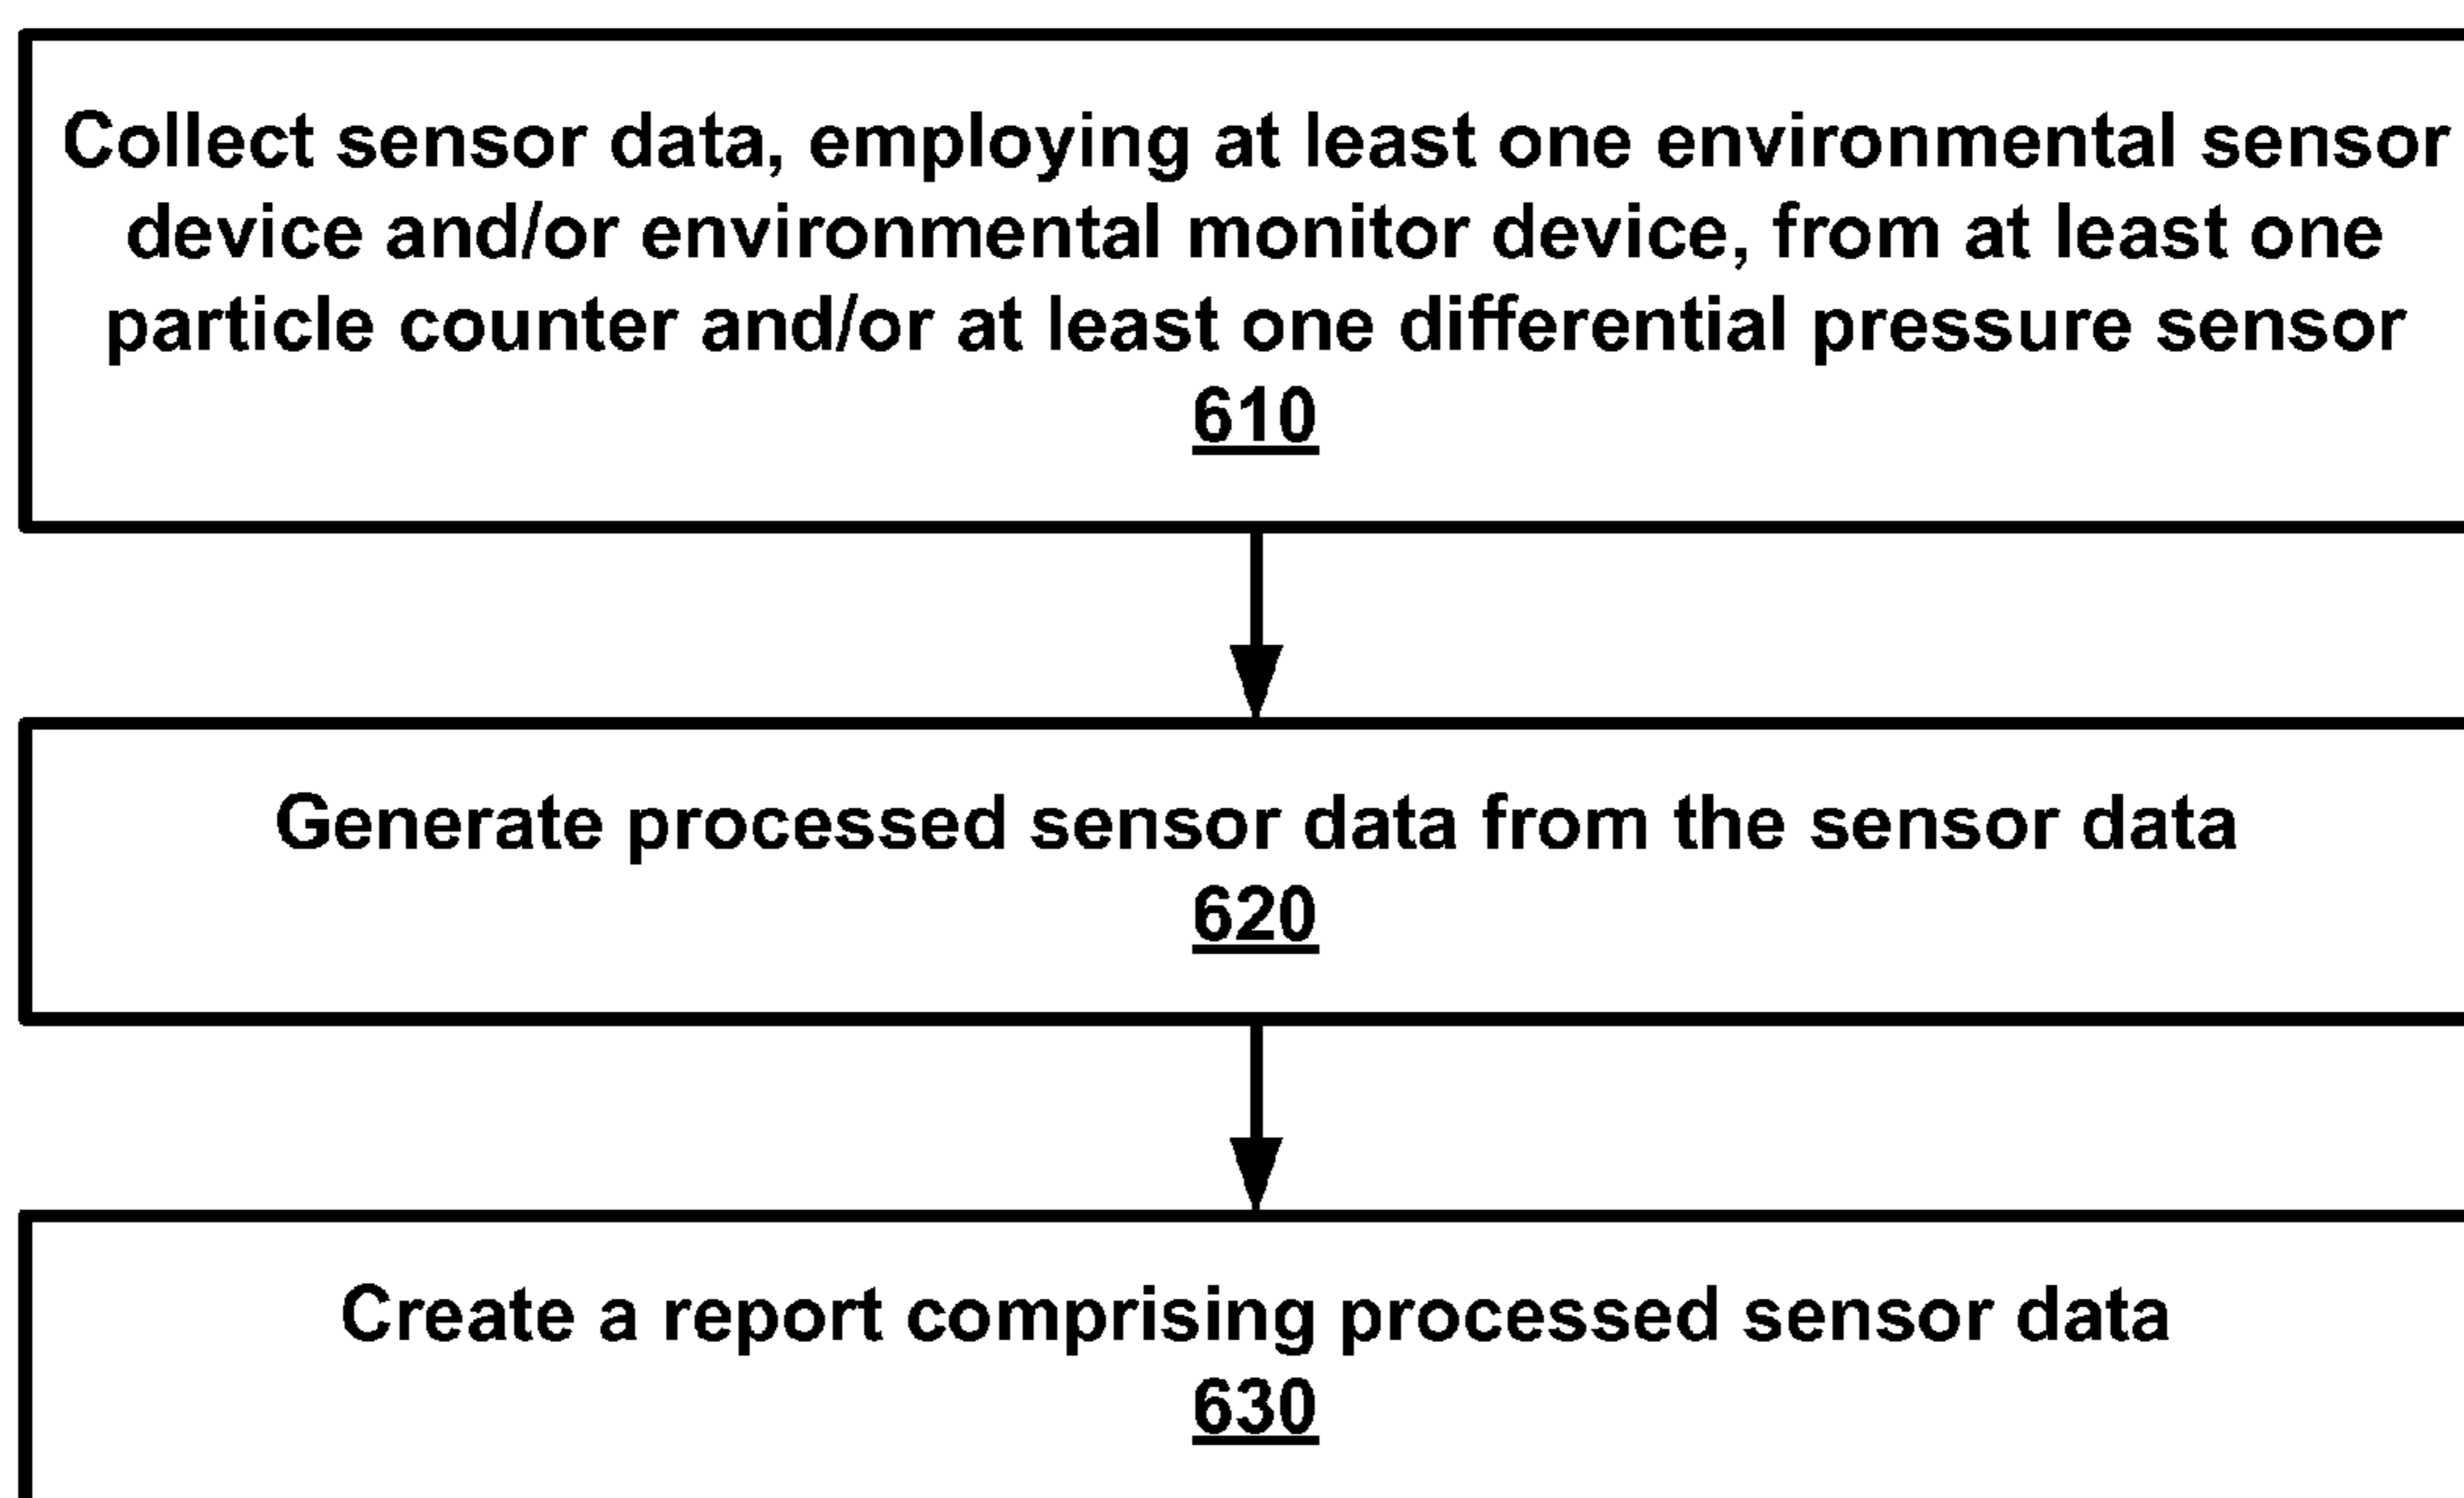 Collect sensor data, employing at least one environmental sensor
device and/or environmental monitor device, from at least one
particle counter and/or at least one differential pressure sensor
610
Generate processed sensor data from the sensor data
620
Create a report comprising processed sensor data
630